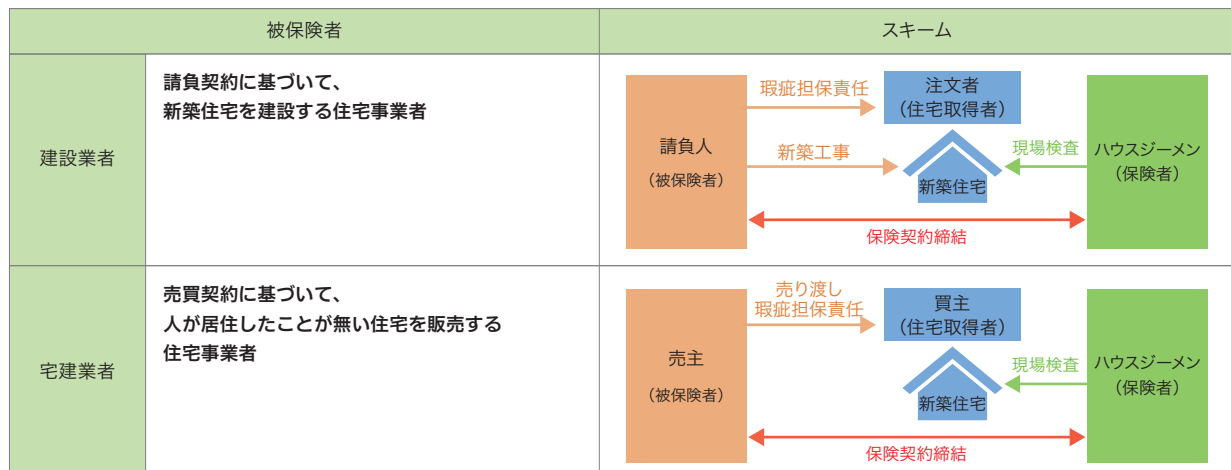 被保険者
スキーム
建設業者
請負契約に基づいて、
新築住宅を建設する住宅事業者
請負人
（被保険者）
瑕疵担保責任
新築工事
注文者
（住宅取得者）
新築住宅
現場検査
ハウスジーメン
（保険者）
保険契約締結
宅建業者
売買契約に基づいて、
人が居住したことが無い住宅を販売する
住宅事業者
売主
（被保険者）
売り渡し
瑕疵担保責任
買主
（住宅取得者）
新築住宅
現場検査
ハウスジーメン
（保険者）
保険契約締結